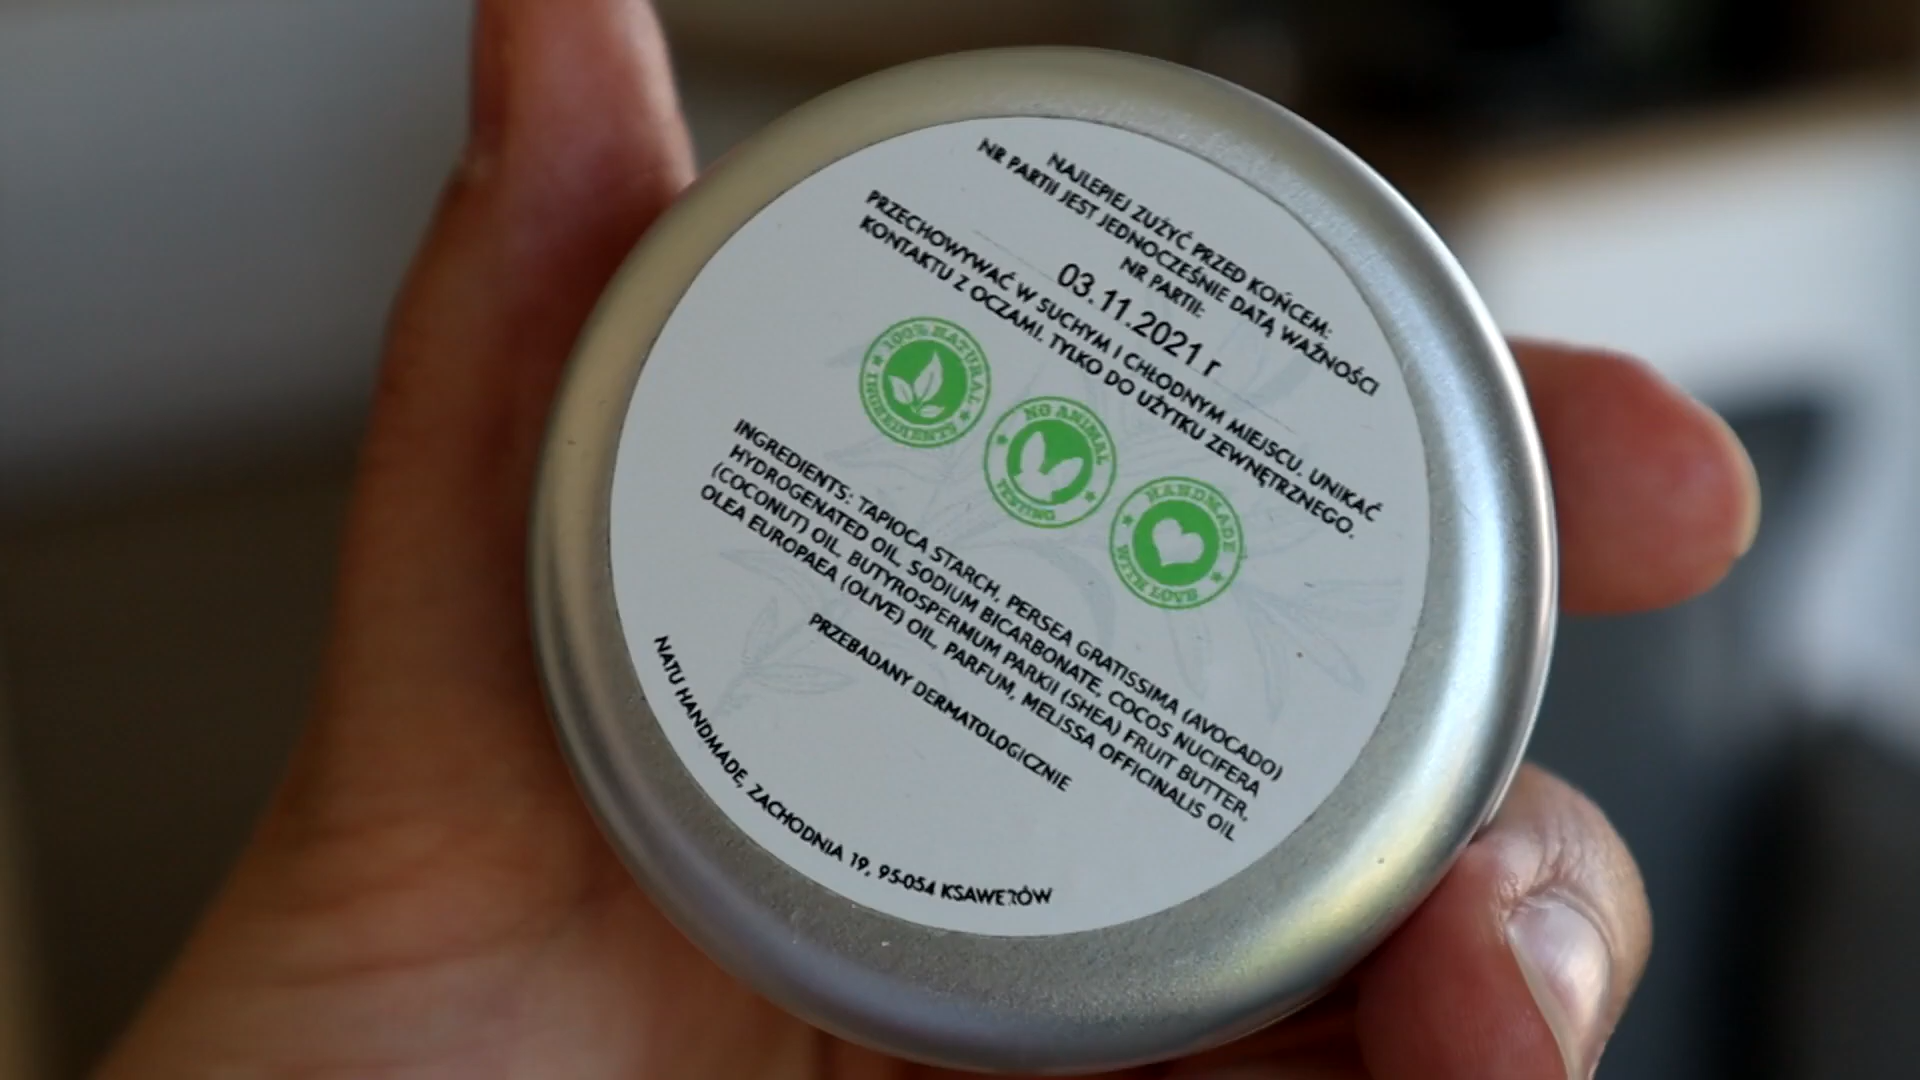 NAJLEPIEJ ZUŻYĆ PRZED KOŃCEM:
NR PARTII JEST JEDNOCZEŚNIE DATĄ WAŻNOŚCI
NR PARTII:
03.11.2021 r
PRZECHOWYWAĆ W SUCHYM I CHŁODNYM MIEJSCU. UNIKAĆ
KONTAKTU Z OCZAMI. TYLKO DO UŻYTKU ZEWNĘTRZNEGO.
100% NATURAL
INGREDIENTS
NO ANIMAL
TESTING
HANDMADE
WITH LOVE
INGREDIENTS: TAPIOCA STARCH, PERSEA GRATISSIMA (AVOCADO)
HYDROGENATED OIL, SODIUM BICARBONATE, COCOS NUCIFERA
(COCONUT) OIL, BUTYROSPERMUM PARKII (SHEA) FRUIT BUTTER,
OLEA EUROPAEA (OLIVE) OIL, PARFUM, MELISSA OFFICINALIS OIL
PRZEBADANY DERMATOLOGICZNIE
NATU HANDMADE, ZACHODNIA 19, 95-054 KSAWERÓW